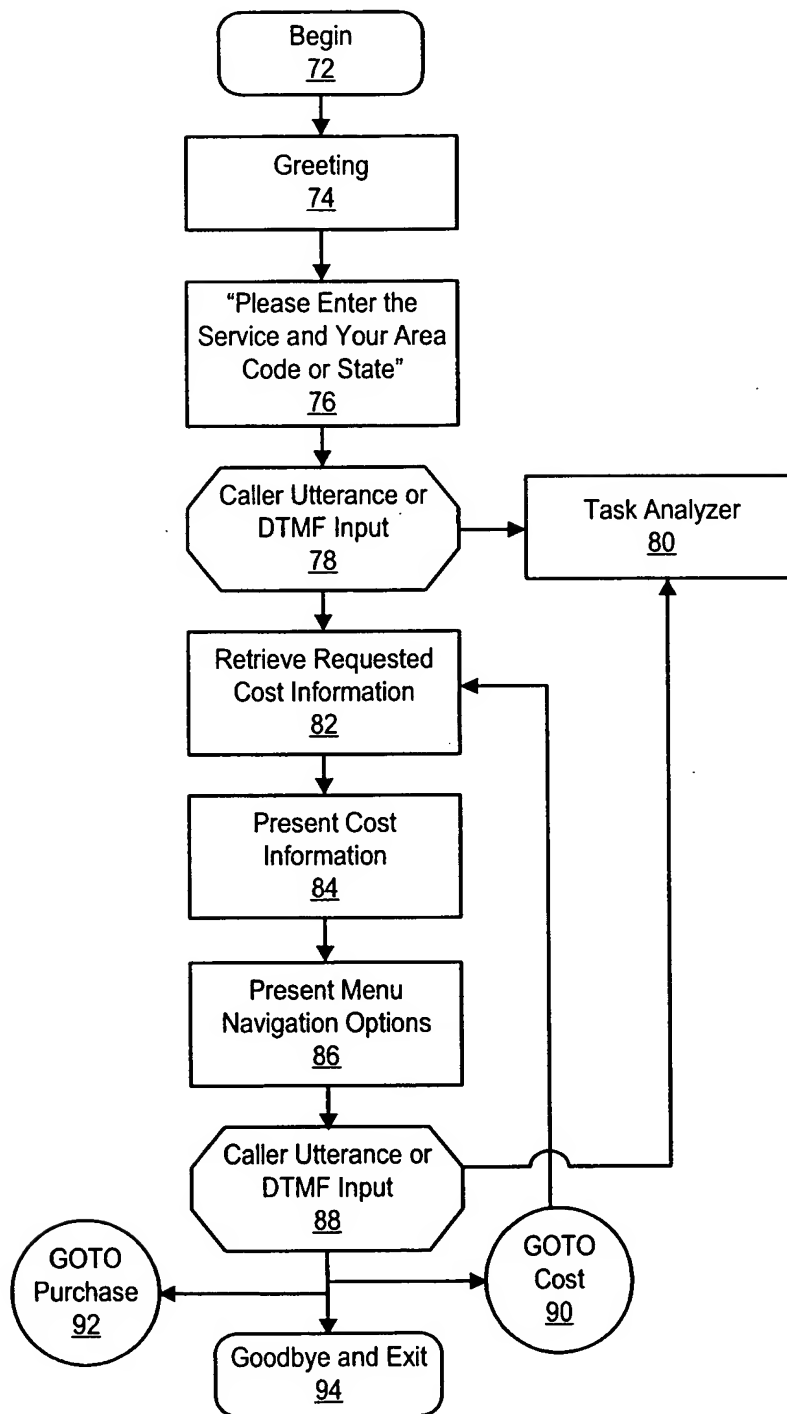 Begin
72
Greeting
74
“Please Enter the
Service and Your Area
Code or State”
76
Caller Utterance or
DTMF Input
78
Task Analyzer
80
Retrieve Requested
Cost Information
82
Present Cost
Information
84
Present Menu
Navigation Options
86
Caller Utterance or
DTMF Input
88
GOTO
Purchase
92
GOTO
Cost
90
Goodbye and Exit
94